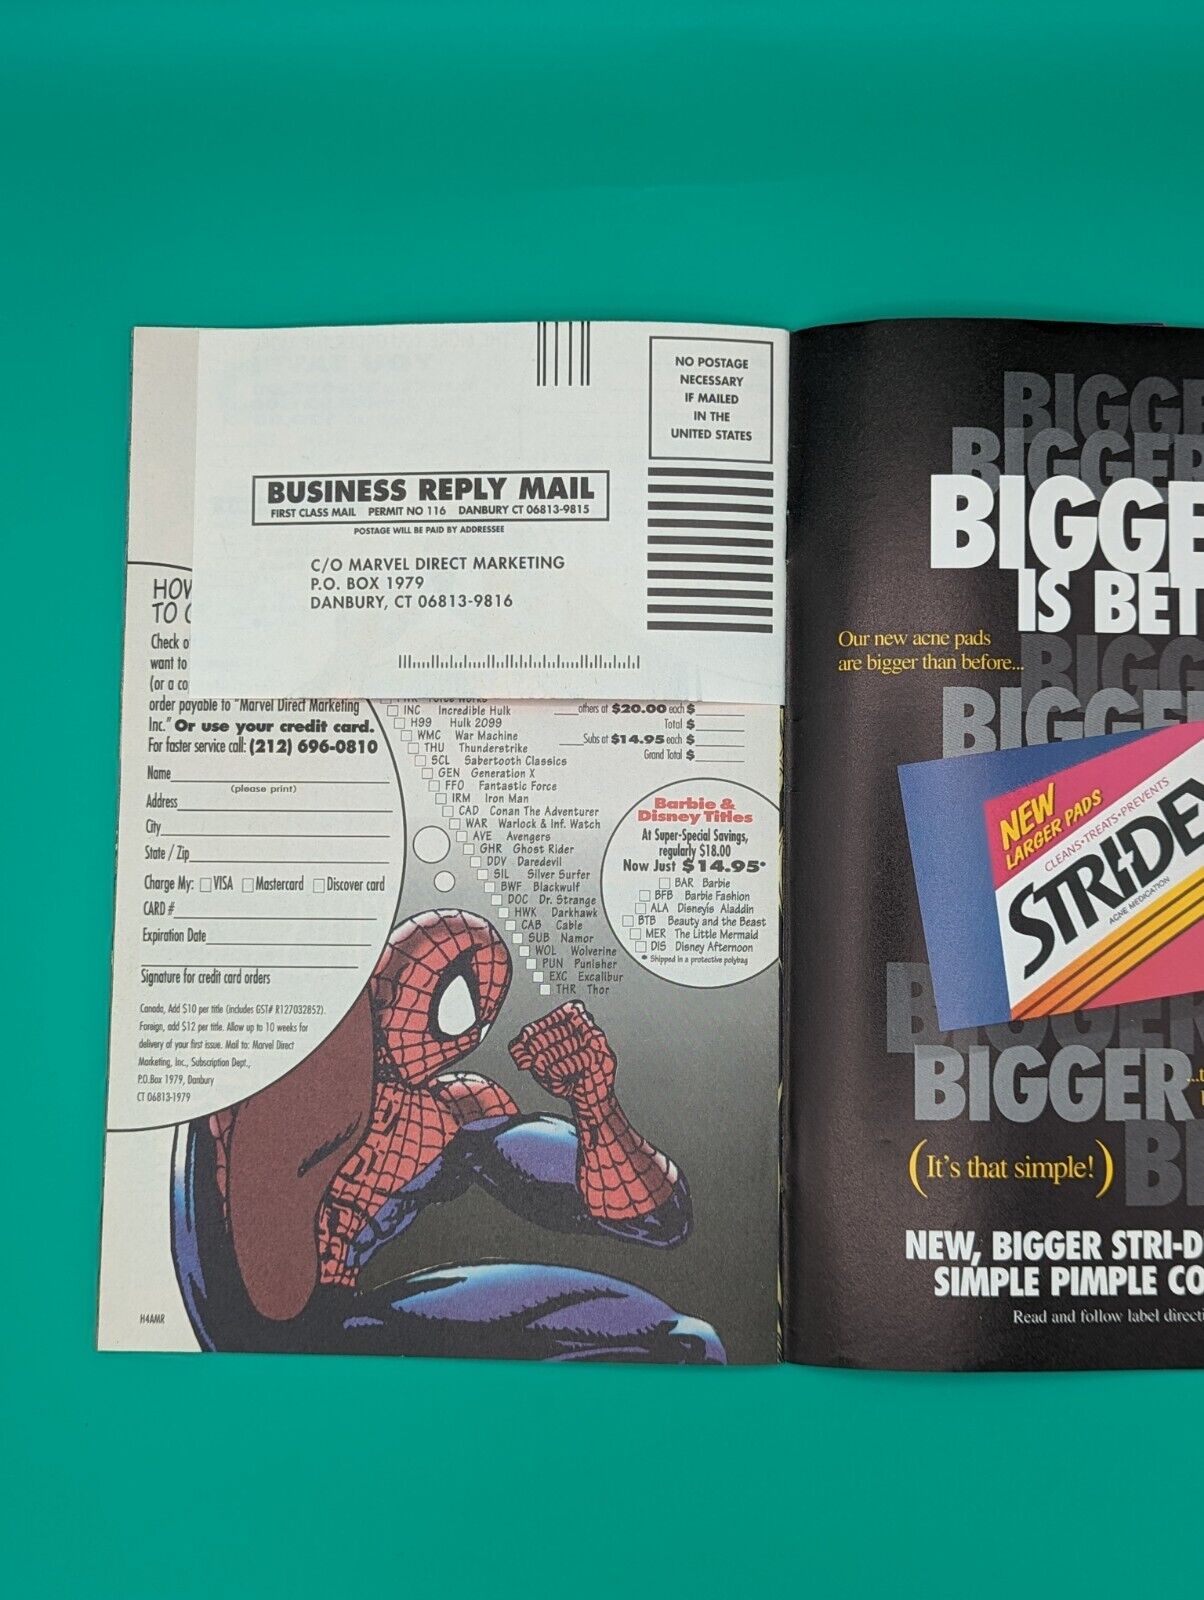 NO POSTAGE
NECESSARY
IF MAILED
IN THE
UNITED STATES
BUSINESS REPLY MAIL
FIRST CLASS MAIL PERMIT NO 116 DANBURY CT 06813-9815
POSTAGE WILL BE PAID BY ADDRESSEE
C/O MARVEL DIRECT MARKETING
P.O. BOX 1979
DANBURY, CT 06813-9816
HOW
TO
Check
want to
(or a
order payable to "Marvel Direct Marketing
Inc." Or use your credit card.
For faster service call: (212) 696-0810
Name
(please print)
Address
City
State / Zip
Charge My: VISA Mastercard Discover card
CARD #
Expiration Date
Signature for credit card orders
Canada, Add $10 per title (includes GST# R127032852).
Foreign, add $12 per title. Allow up to 10 weeks for
delivery of your first issue. Mail to: Marvel Direct
Marketing, Inc., Subscription Dept.,
P.O.Box 1979, Danbury
CT 06813-1979
H4AMR
INC Incredible Hulk
H99 Hulk 2099
WMC War Machine
THU Thunderstrike
SCL Sabertooth Classics
GEN Generation X
FFO Fantastic Force
IRM Iron Man
CAD Conan The Adventurer
WAR Warlock & Inf. Watch
AVE Avengers
GHR Ghost Rider
DDV Daredevil
SIL Silver Surfer
BWF Blackwulf
DOC Dr. Strange
HWK Darkhawk
CAB Cable
SUB Namor
WOL Wolverine
PUN Punisher
EXC Excalibur
THR Thor
others at $20.00 each $
Total $
Subs at $14.95 each $
Grand Total $
Barbie &
Disney Titles
At Super-Special Savings,
regularly $18.00
Now Just $14.95*
BAR Barbie
BFB Barbie Fashion
ALA Disneyis Aladdin
BTB Beauty and the Beast
MER The Little Mermaid
DIS Disney Afternoon
* Shipped in a protective polybag
BIGGE
BIGGER
BIGGE
IS BET
Our new acne pads
are bigger than before...
BIGG
BIGGE
NEW
LARGER PADS
CLEANS•TREATS•PREVENTS
STRI-DE
ACNE MEDICATION
BIGGER
BIGGER
(It's that simple!)
NEW, BIGGER STRI-D
SIMPLE PIMPLE CO
Read and follow label directi